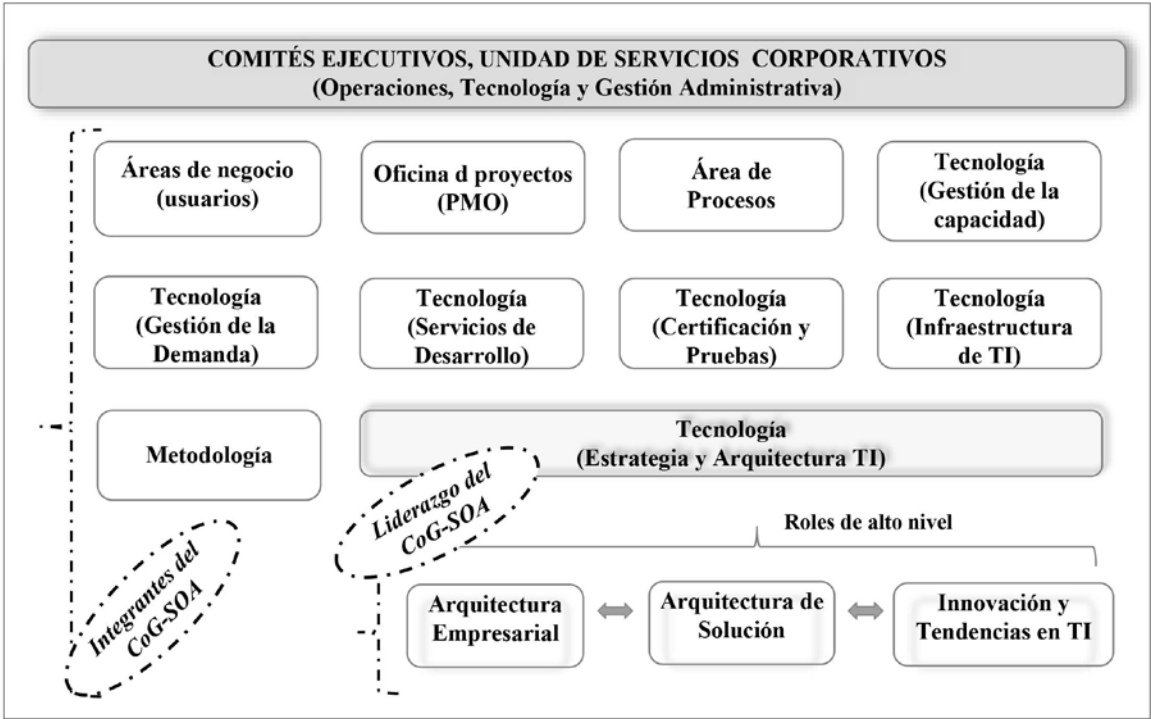 COMITÉS EJECUTIVOS, UNIDAD DE SERVICIOS CORPORATIVOS
(Operaciones, Tecnología y Gestión Administrativa)
Áreas de negocio
(usuarios)
Oficina d proyectos
(PMO)
Área de
Procesos
Tecnología
(Gestión de la
capacidad)
Tecnología
(Gestión de la
Demanda)
Tecnología
(Servicios de
Desarrollo)
Tecnología
(Certificación y
Pruebas)
Tecnología
(Infraestructura
de TI)
Metodología
Tecnología
(Estrategia y Arquitectura TI)
Liderazgo del
CoG-SOA
Roles de alto nivel
Integrantes del
CoG-SOA
Arquitectura
Empresarial
Arquitectura de
Solución
Innovación y
Tendencias en TI